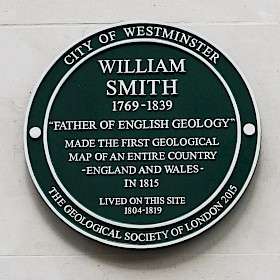 CITY OF WESTMINSTER
WILLIAM
SMITH
1769-1839
"FATHER OF ENGLISH GEOLOGY"
MADE THE FIRST GEOLOGICAL
MAP OF AN ENTIRE COUNTRY
-ENGLAND AND WALES-
IN 1815
LIVED ON THIS SITE
1804-1819
THE GEOLOGICAL SOCIETY OF LONDON 2015